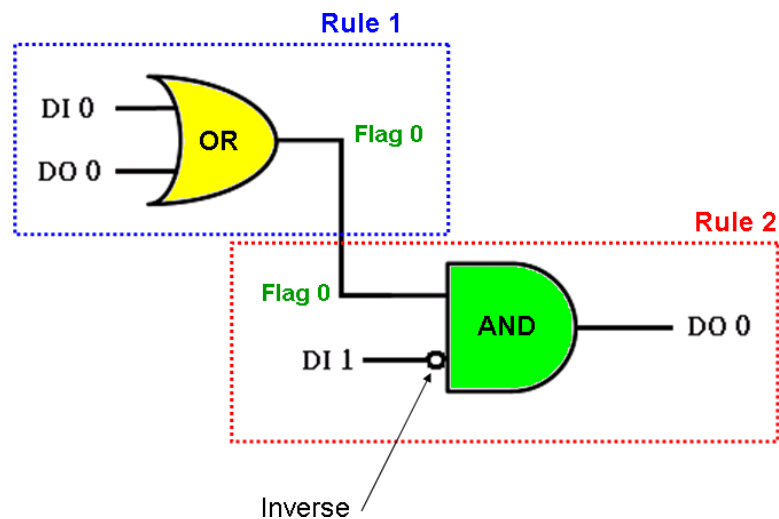 Rule 1
DI 0
OR
Flag 0
DO 0
Rule 2
Flag 0
AND
DO 0
DI 1
Inverse